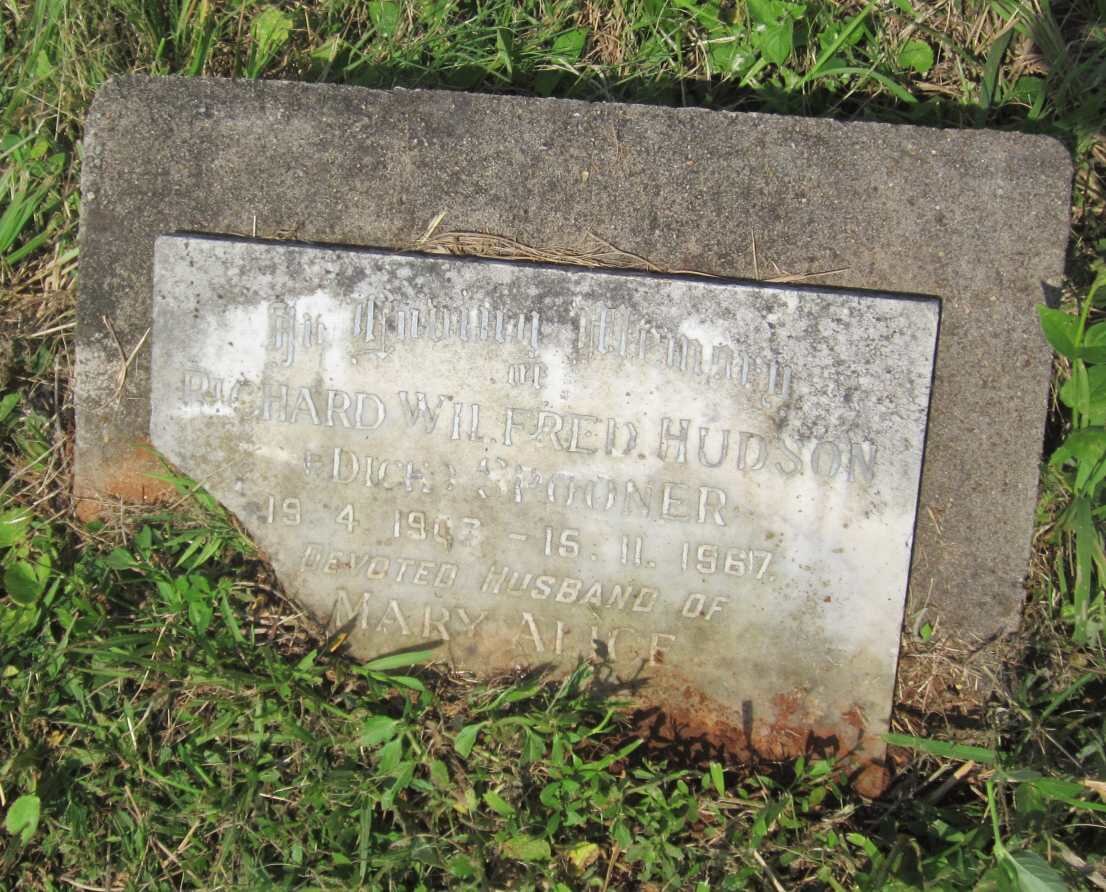 In Loving Memory
of
RICHARD WILFRED HUDSON
(DICK) SPOONER
19 4 1903 – 15. 11. 1967.
DEVOTED HUSBAND OF
MARY ALICE